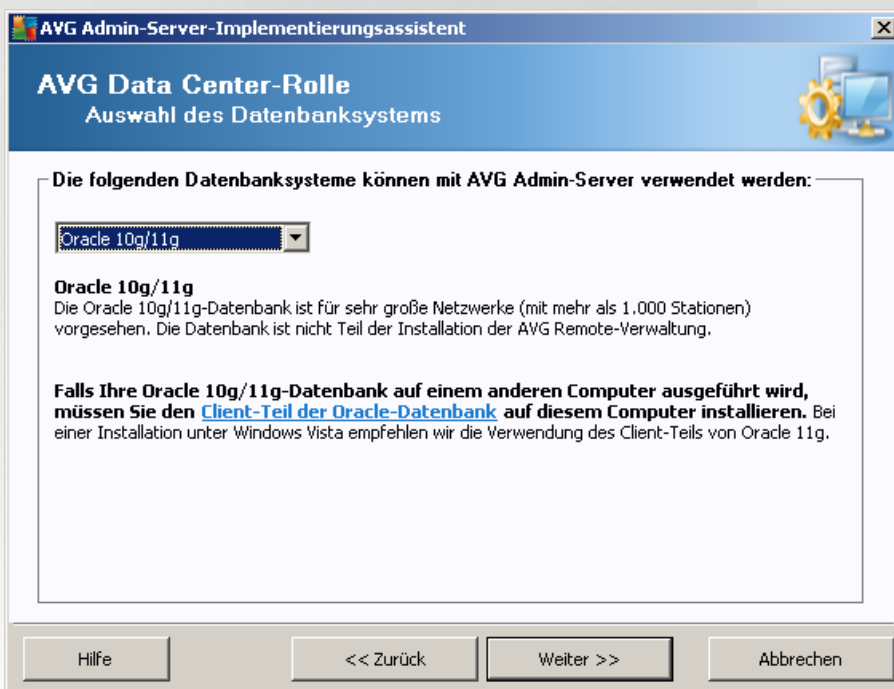 AVG Admin-Server-Implementierungsassistent
AVG Data Center-Rolle
Auswahl des Datenbanksystems
Die folgenden Datenbanksysteme können mit AVG Admin-Server verwendet werden:
Oracle 10g/11g
Oracle 10g/11g
Die Oracle 10g/11g-Datenbank ist für sehr große Netzwerke (mit mehr als 1.000 Stationen)
vorgesehen. Die Datenbank ist nicht Teil der Installation der AVG Remote-Verwaltung.
Falls Ihre Oracle 10g/11g-Datenbank auf einem anderen Computer ausgeführt wird,
müssen Sie den Client-Teil der Oracle-Datenbank auf diesem Computer installieren. Bei
einer Installation unter Windows Vista empfehlen wir die Verwendung des Client-Teils von Oracle 11g.
Hilfe
<< Zurück
Weiter >>
Abbrechen